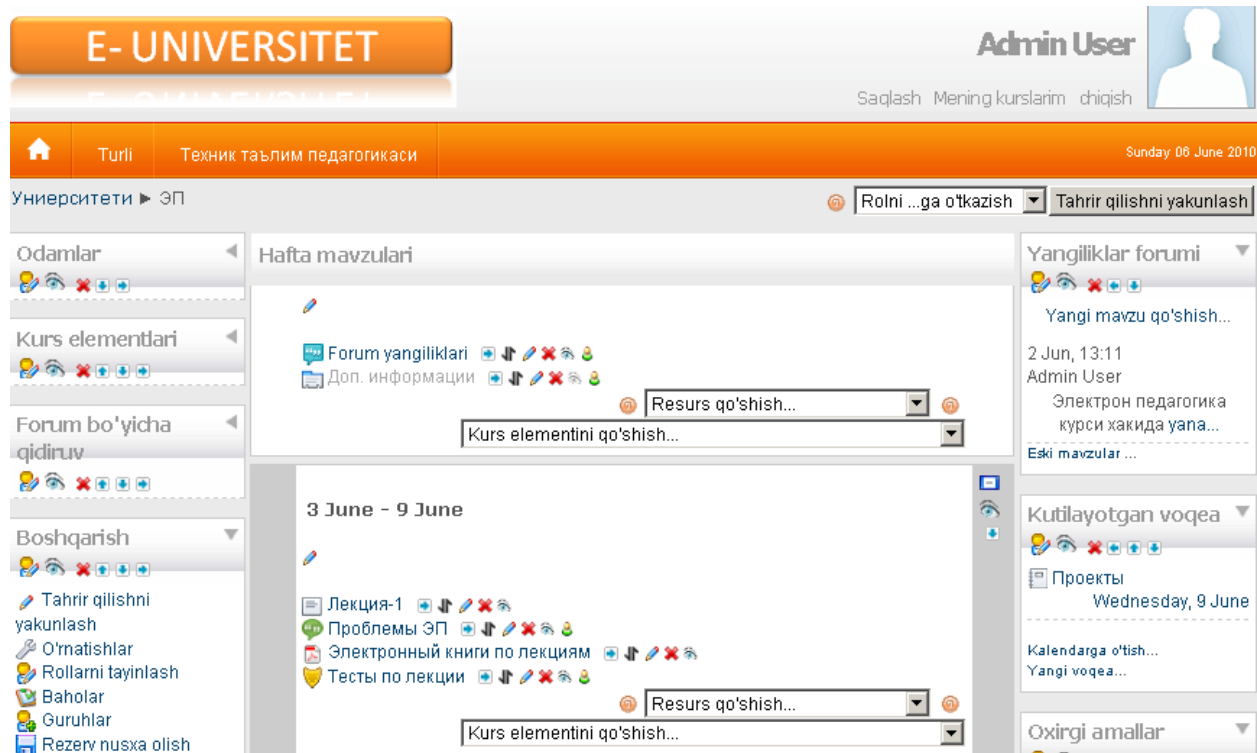 E- UNIVERSITET
Admin User
Saqlash Mening kurslarim chiqish
Turli Техник таълим педагогикаси
Sunday 06 June 2010
Университети ► ЭП
Rolni ...ga o'tkazish
Tahrir qilishni yakunlash
Odamlar
Kurs elementlari
Forum bo'yicha
qidiruv
Boshqarish
Tahrir qilishni
yakunlash
O'rnatishlar
Rollarni tayinlash
Baholar
Guruhlar
Rezerv nusxa olish
Hafta mavzulari
Forum yangiliklari
Доп. информации
Resurs qo'shish...
Kurs elementini qo'shish...
3 June - 9 June
Лекция-1
Проблемы ЭП
Электронный книги по лекциям
Тесты по лекции
Resurs qo'shish...
Kurs elementini qo'shish...
Yangiliklar forumi
Yangi mavzu qo'shish...
2 Jun, 13:11
Admin User
Электрон педагогика
курси хакида yana...
Eski mavzular ...
Kutilayotgan voqea
Проекты
Wednesday, 9 June
Kalendarga o'tish...
Yangi voqea...
Oxirgi amallar